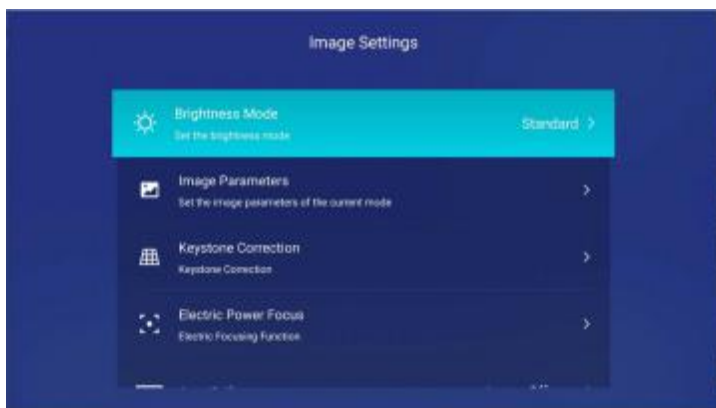 Image Settings
Brightness Mode
Standard
Set the brightness mode
Image Parameters
Set the image parameters of the current mode
Keystone Correction
Keystone Correction
Electric Power Focus
Electric Focusing Function